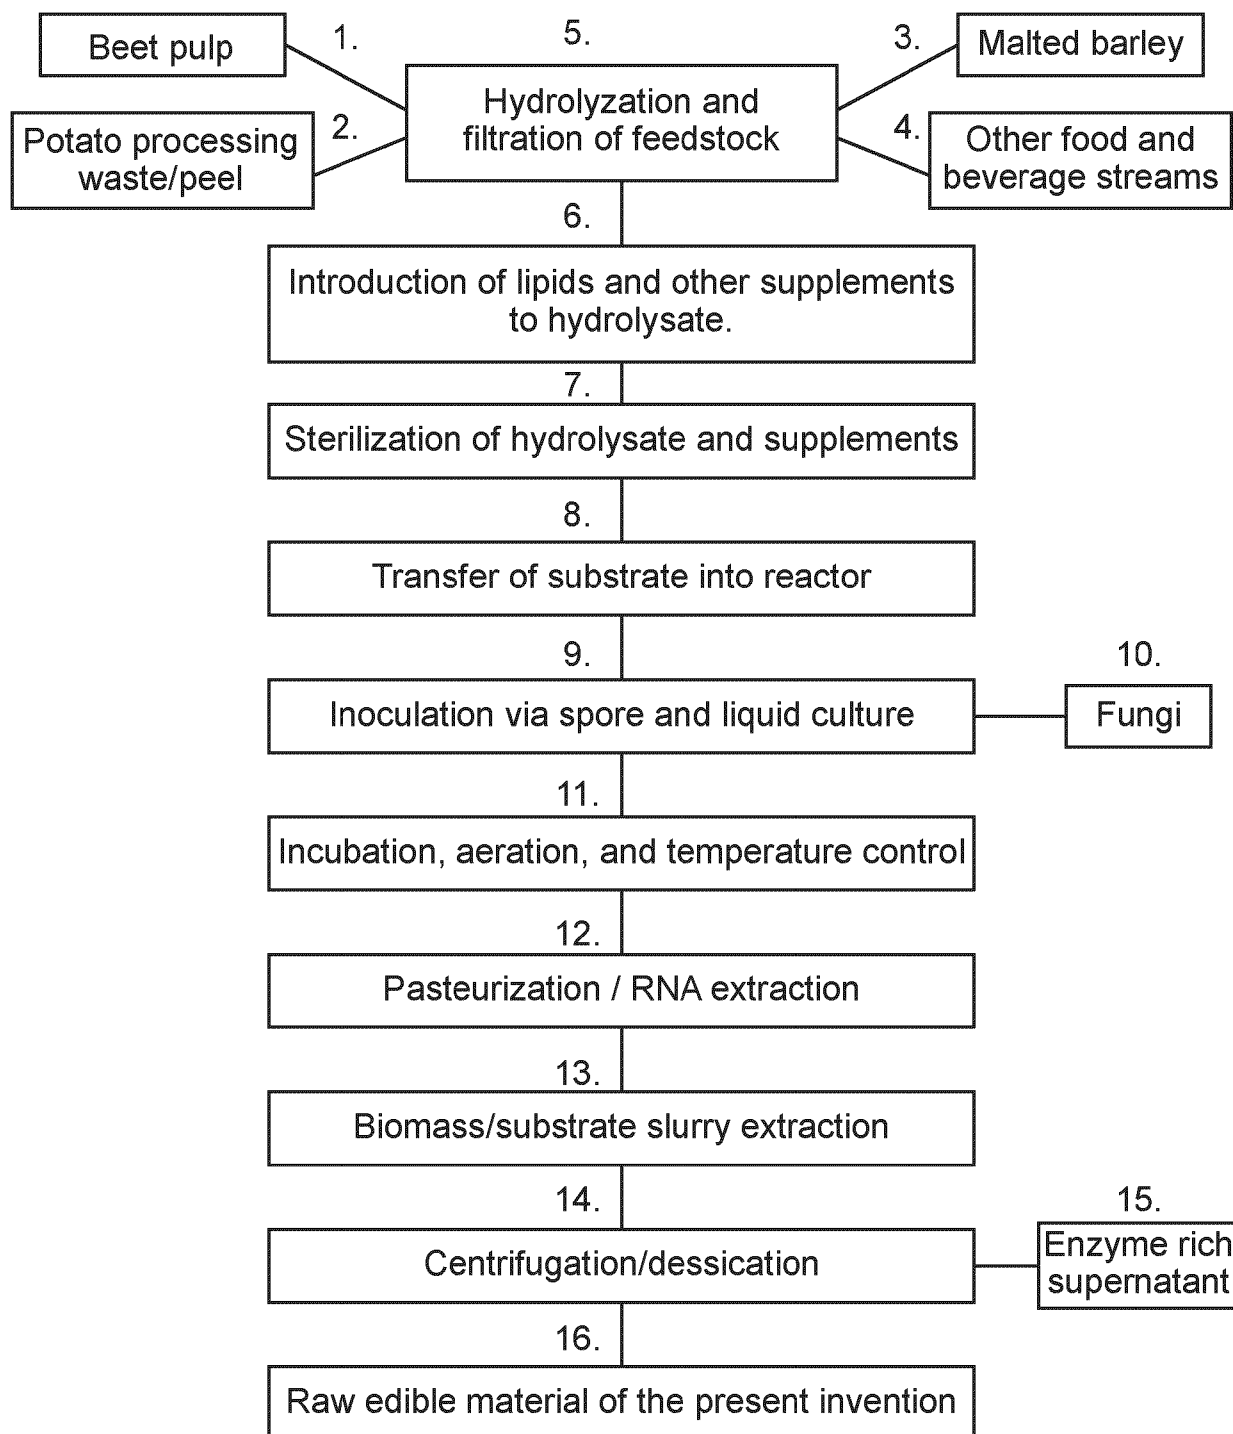 Beet pulp
1.
5.
3.
Malted barley
Hydrolyzation and
filtration of feedstock
Potato processing
waste/peel
2.
4.
Other food and
beverage streams
6.
Introduction of lipids and other supplements
to hydrolysate.
7.
Sterilization of hydrolysate and supplements
8.
Transfer of substrate into reactor
9.
10.
Inoculation via spore and liquid culture
Fungi
11.
Incubation, aeration, and temperature control
12.
Pasteurization / RNA extraction
13.
Biomass/substrate slurry extraction
14.
15.
Centrifugation/dessication
Enzyme rich
supernatant
16.
Raw edible material of the present invention